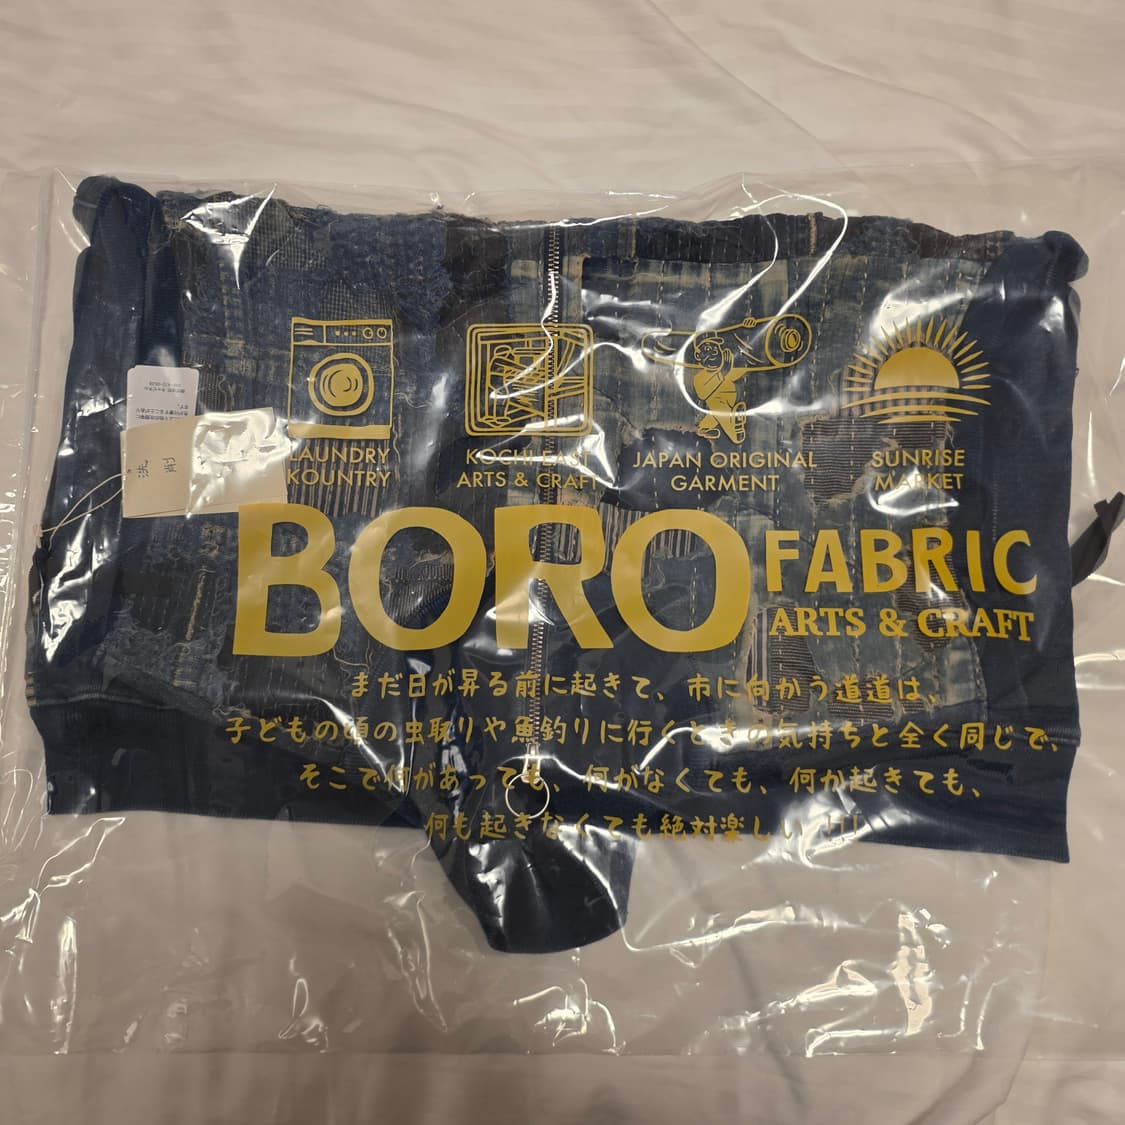 LAUNDRY
KOUNTRY
KOCHI EAST
ARTS & CRAFT
JAPAN ORIGINAL
GARMENT
SUNRISE
MARKET
BORO
FABRIC
ARTS & CRAFT
まだ日が昇る前に起きて、市に向かう道道は、
子どもの頃の虫取りや魚釣りに行くときの気持ちと全く同じで、
そこで何があっても、何がなくても、何か起きても、
何も起きなくても絶対楽しい !!!